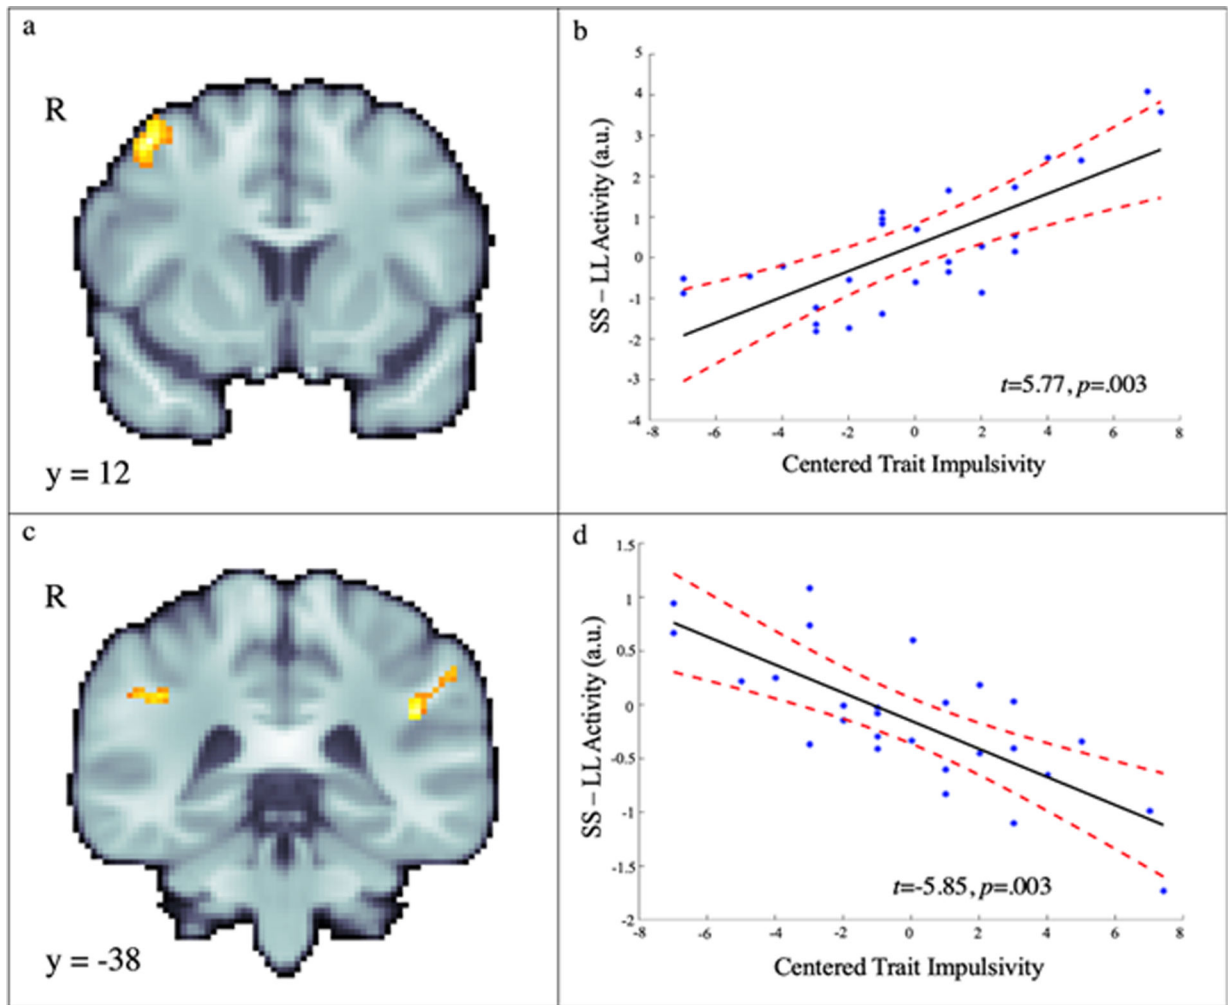 a
R
y = 12
b
5
4
3
2
1
0
-1
-2
-3
-4
SS – LL Activity (a.u.)
t=5.77, p=.003
-8 -6 -4 -2 0 2 4 6 8
Centered Trait Impulsivity
c
R
y = -38
d
1.5
1
0.5
0
-0.5
-1
-1.5
-2
SS – LL Activity (a.u.)
t=-5.85, p=.003
-8 -6 -4 -2 0 2 4 6 8
Centered Trait Impulsivity